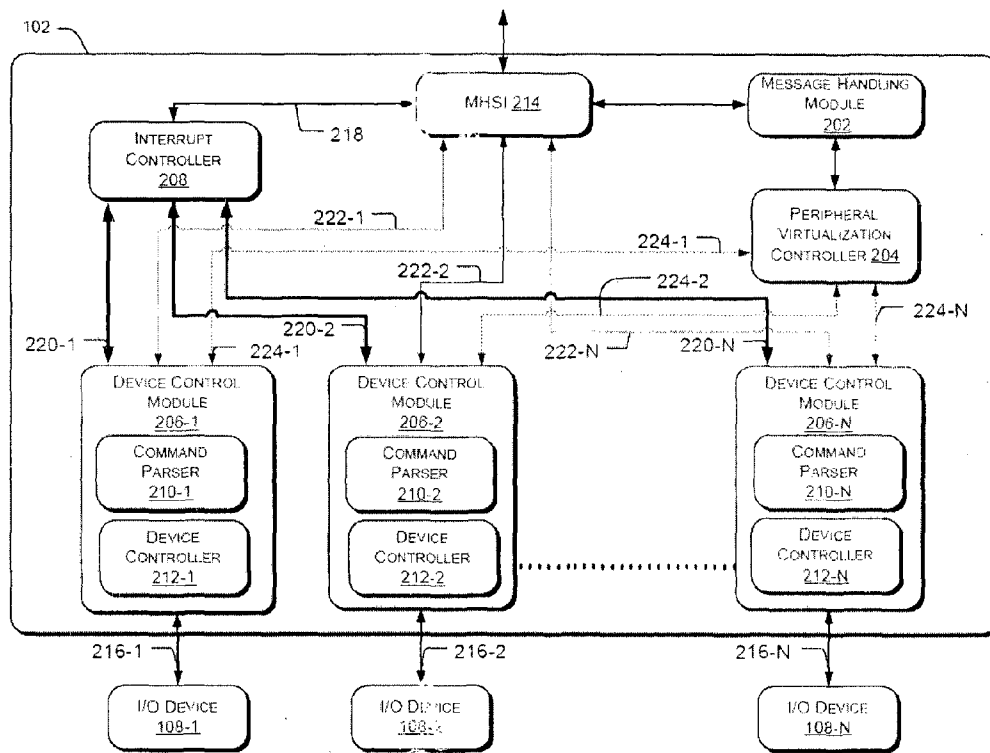 102
MHSI 214
MESSAGE HANDLING
MODULE
202
218
INTERRUPT
CONTROLLER
208
PERIPHERAL
VIRTUALIZATION
CONTROLLER 204
222-1
224-1
222-2
224-2
220-1
220-2
224-1
222-N
220-N
224-N
DEVICE CONTROL
MODULE
206-1
COMMAND
PARSER
210-1
DEVICE
CONTROLLER
212-1
DEVICE CONTROL
MODULE
206-2
COMMAND
PARSER
210-2
DEVICE
CONTROLLER
212-2
DEVICE CONTROL
MODULE
206-N
COMMAND
PARSER
210-N
DEVICE
CONTROLLER
212-N
216-1
216-2
216-N
I/O DEVICE
108-1
I/O DEVICE
108-2
I/O DEVICE
108-N